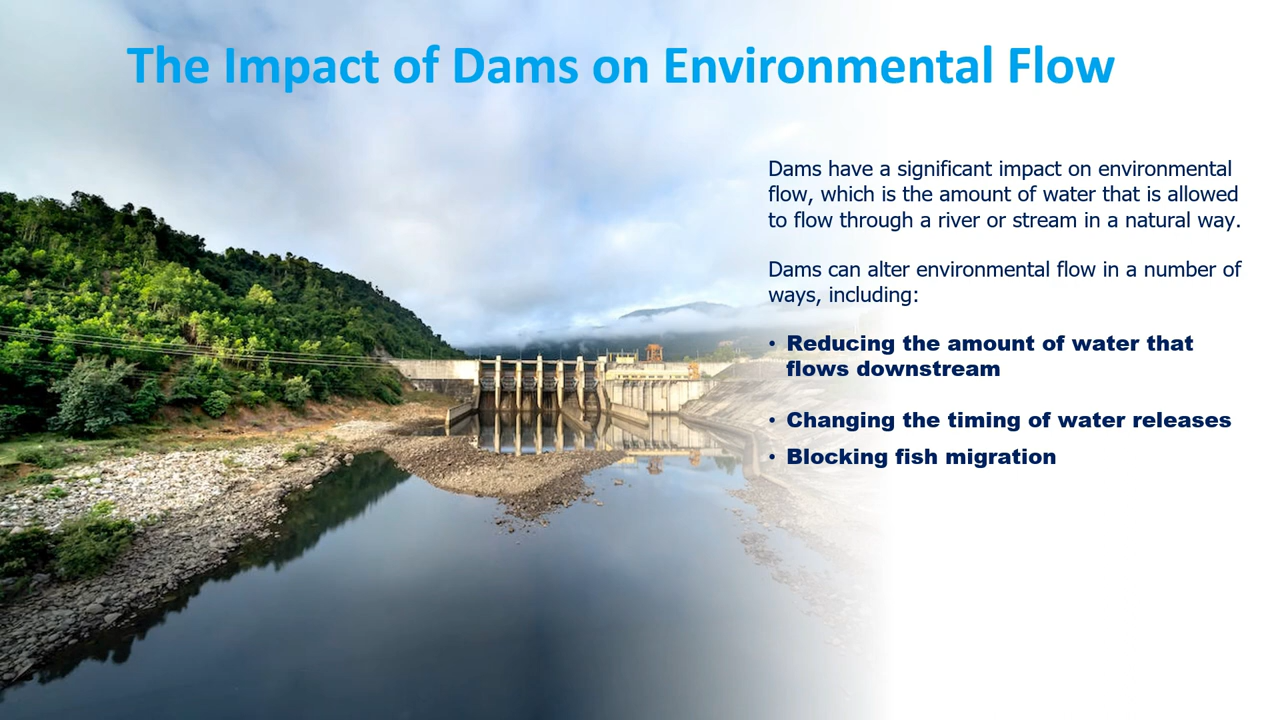 The Impact of Dams on Environmental Flow
Dams have a significant impact on environmental
flow, which is the amount of water that is allowed
to flow through a river or stream in a natural way.
Dams can alter environmental flow in a number of
ways, including:
• Reducing the amount of water that
flows downstream
• Changing the timing of water releases
• Blocking fish migration